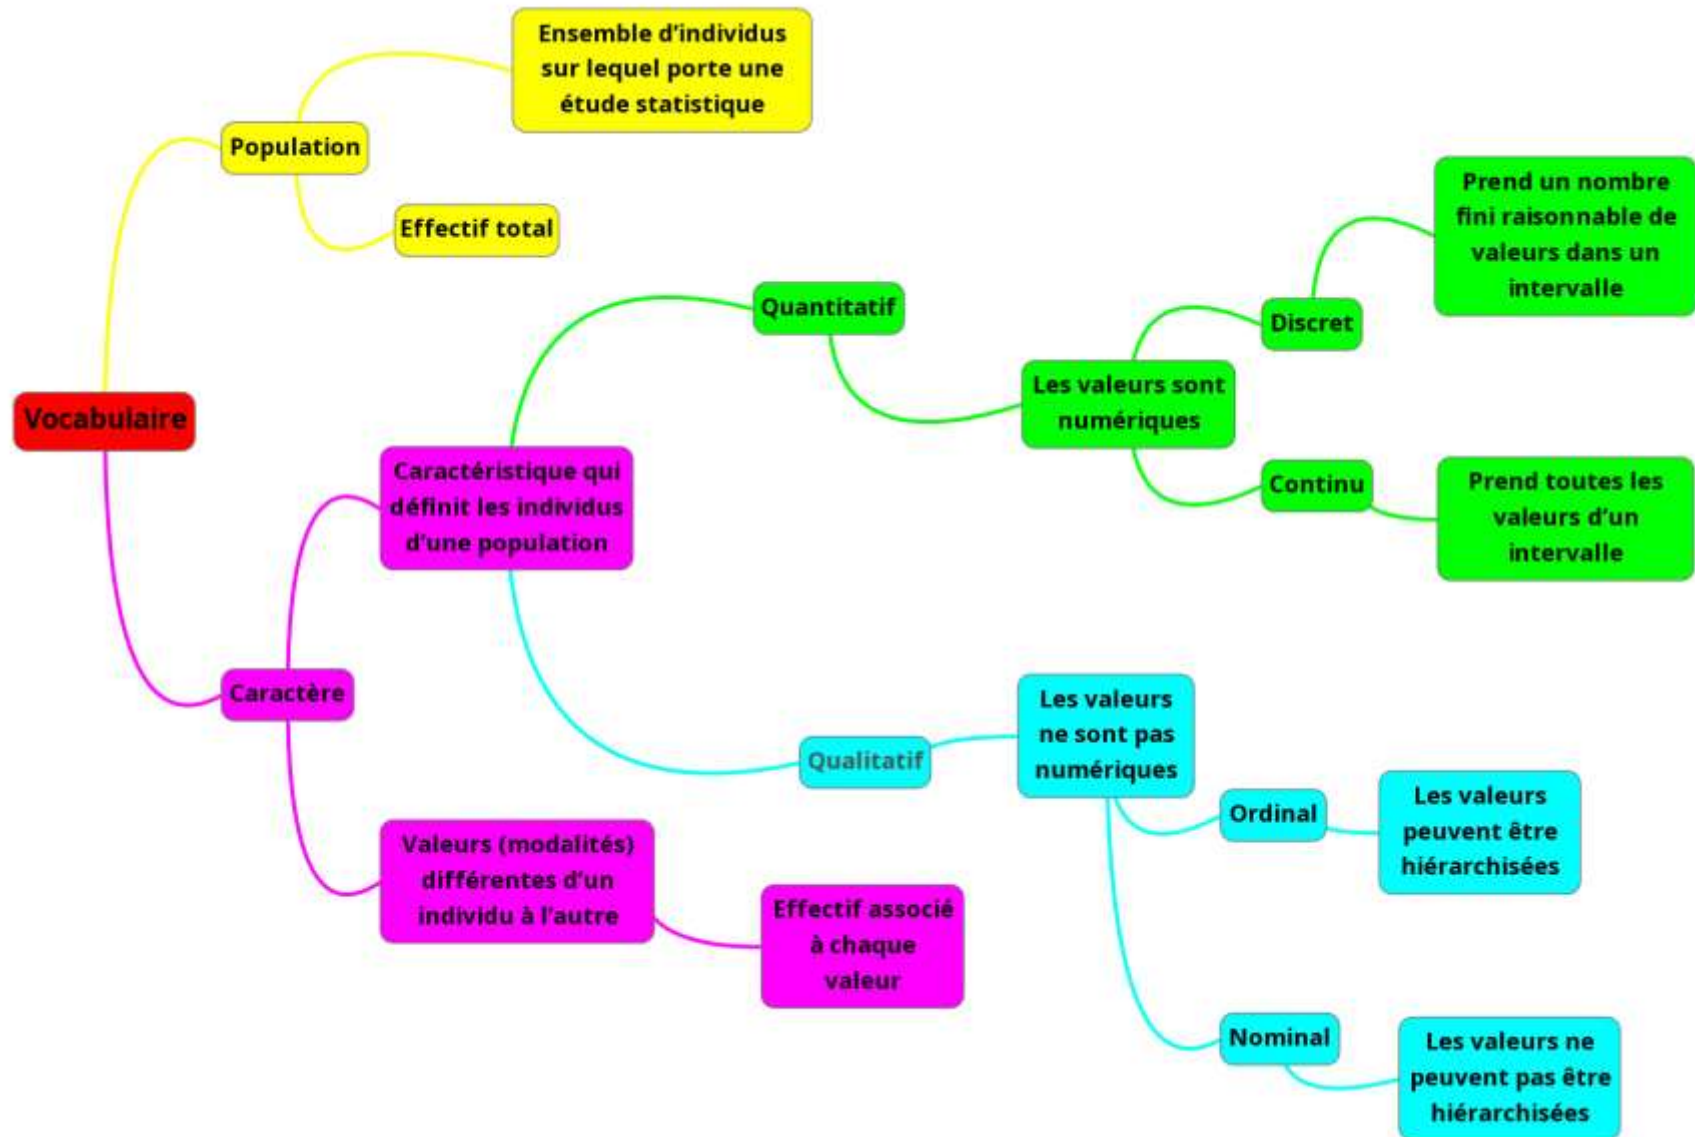 Vocabulaire
Population
Ensemble d’individus
sur lequel porte une
étude statistique
Effectif total
Caractère
Caractéristique qui
définit les individus
d’une population
Quantitatif
Les valeurs sont
numériques
Discret
Prend un nombre
fini raisonnable de
valeurs dans un
intervalle
Continu
Prend toutes les
valeurs d’un
intervalle
Qualitatif
Les valeurs
ne sont pas
numériques
Ordinal
Les valeurs
peuvent être
hiérarchisées
Nominal
Les valeurs ne
peuvent pas être
hiérarchisées
Valeurs (modalités)
différentes d’un
individu à l’autre
Effectif associé
à chaque
valeur